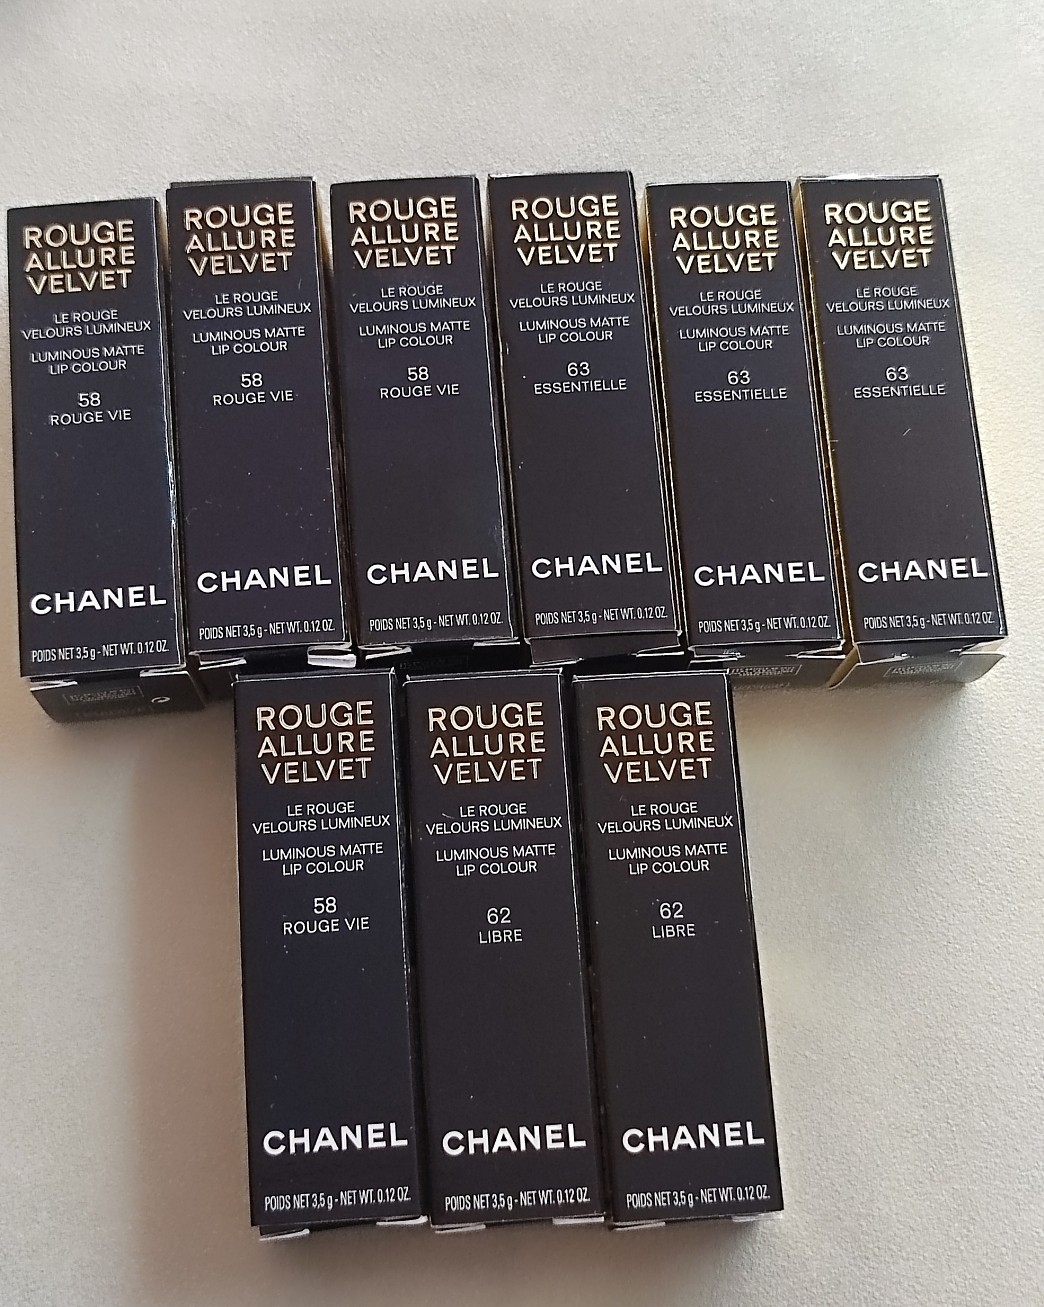 ROUGE
ALLURE
VELVET
LE ROUGE
VELOURS LUMINEUX
LUMINOUS MATTE
LIP COLOUR
58
ROUGE VIE
CHANEL
POIDS NET 3,5 g - NET WT. 0.12 OZ.
ROUGE
ALLURE
VELVET
LE ROUGE
VELOURS LUMINEUX
LUMINOUS MATTE
LIP COLOUR
58
ROUGE VIE
CHANEL
POIDS NET 3,5 g - NET WT. 0.12 OZ.
ROUGE
ALLURE
VELVET
LE ROUGE
VELOURS LUMINEUX
LUMINOUS MATTE
LIP COLOUR
58
ROUGE VIE
CHANEL
POIDS NET 3,5 g - NET WT. 0.12 OZ.
ROUGE
ALLURE
VELVET
LE ROUGE
VELOURS LUMINEUX
LUMINOUS MATTE
LIP COLOUR
63
ESSENTIELLE
CHANEL
POIDS NET 3,5 g - NET WT. 0.12 OZ.
ROUGE
ALLURE
VELVET
LE ROUGE
VELOURS LUMINEUX
LUMINOUS MATTE
LIP COLOUR
63
ESSENTIELLE
CHANEL
POIDS NET 3,5 g - NET WT. 0.12 OZ.
ROUGE
ALLURE
VELVET
LE ROUGE
VELOURS LUMINEUX
LUMINOUS MATTE
LIP COLOUR
63
ESSENTIELLE
CHANEL
POIDS NET 3,5 g - NET WT. 0.12 OZ.
ROUGE
ALLURE
VELVET
LE ROUGE
VELOURS LUMINEUX
LUMINOUS MATTE
LIP COLOUR
58
ROUGE VIE
CHANEL
POIDS NET 3,5 g - NET WT. 0.12 OZ.
ROUGE
ALLURE
VELVET
LE ROUGE
VELOURS LUMINEUX
LUMINOUS MATTE
LIP COLOUR
62
LIBRE
CHANEL
POIDS NET 3,5 g - NET WT. 0.12 OZ.
ROUGE
ALLURE
VELVET
LE ROUGE
VELOURS LUMINEUX
LUMINOUS MATTE
LIP COLOUR
62
LIBRE
CHANEL
POIDS NET 3,5 g - NET WT. 0.12 OZ.